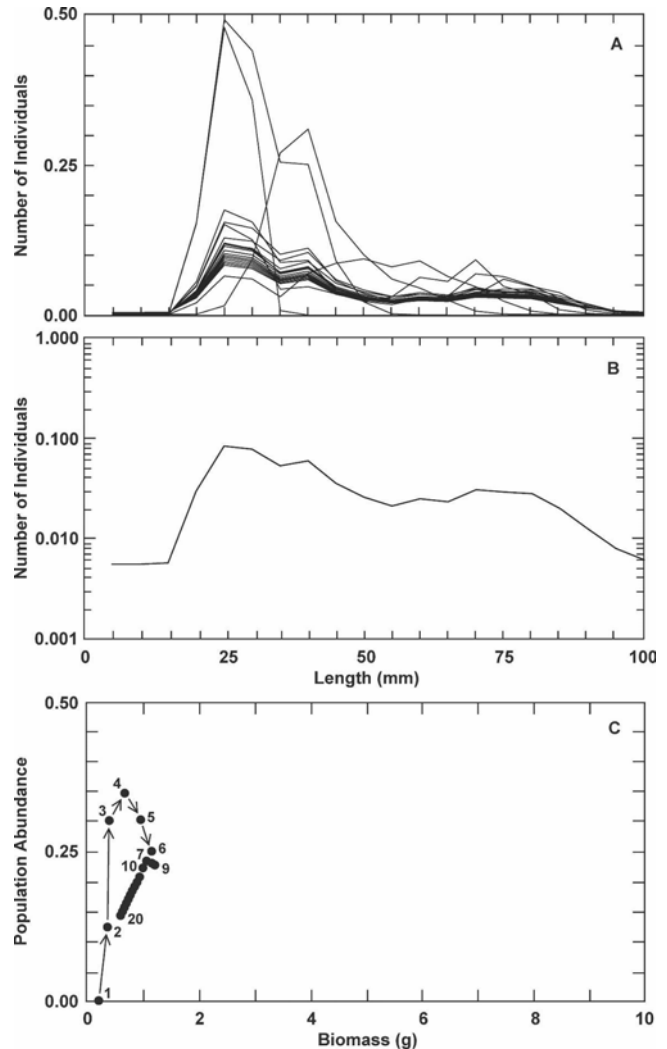 0.50
A
Number of Individuals
0.25
0.00
1.000
B
Number of Individuals
0.100
0.010
0.001
0 25 50 75 100
Length (mm)
0.50
C
Population Abundance
4
3 5
0.25
7 6
10 9
2 20
1
0.00
0 2 4 6 8 10
Biomass (g)